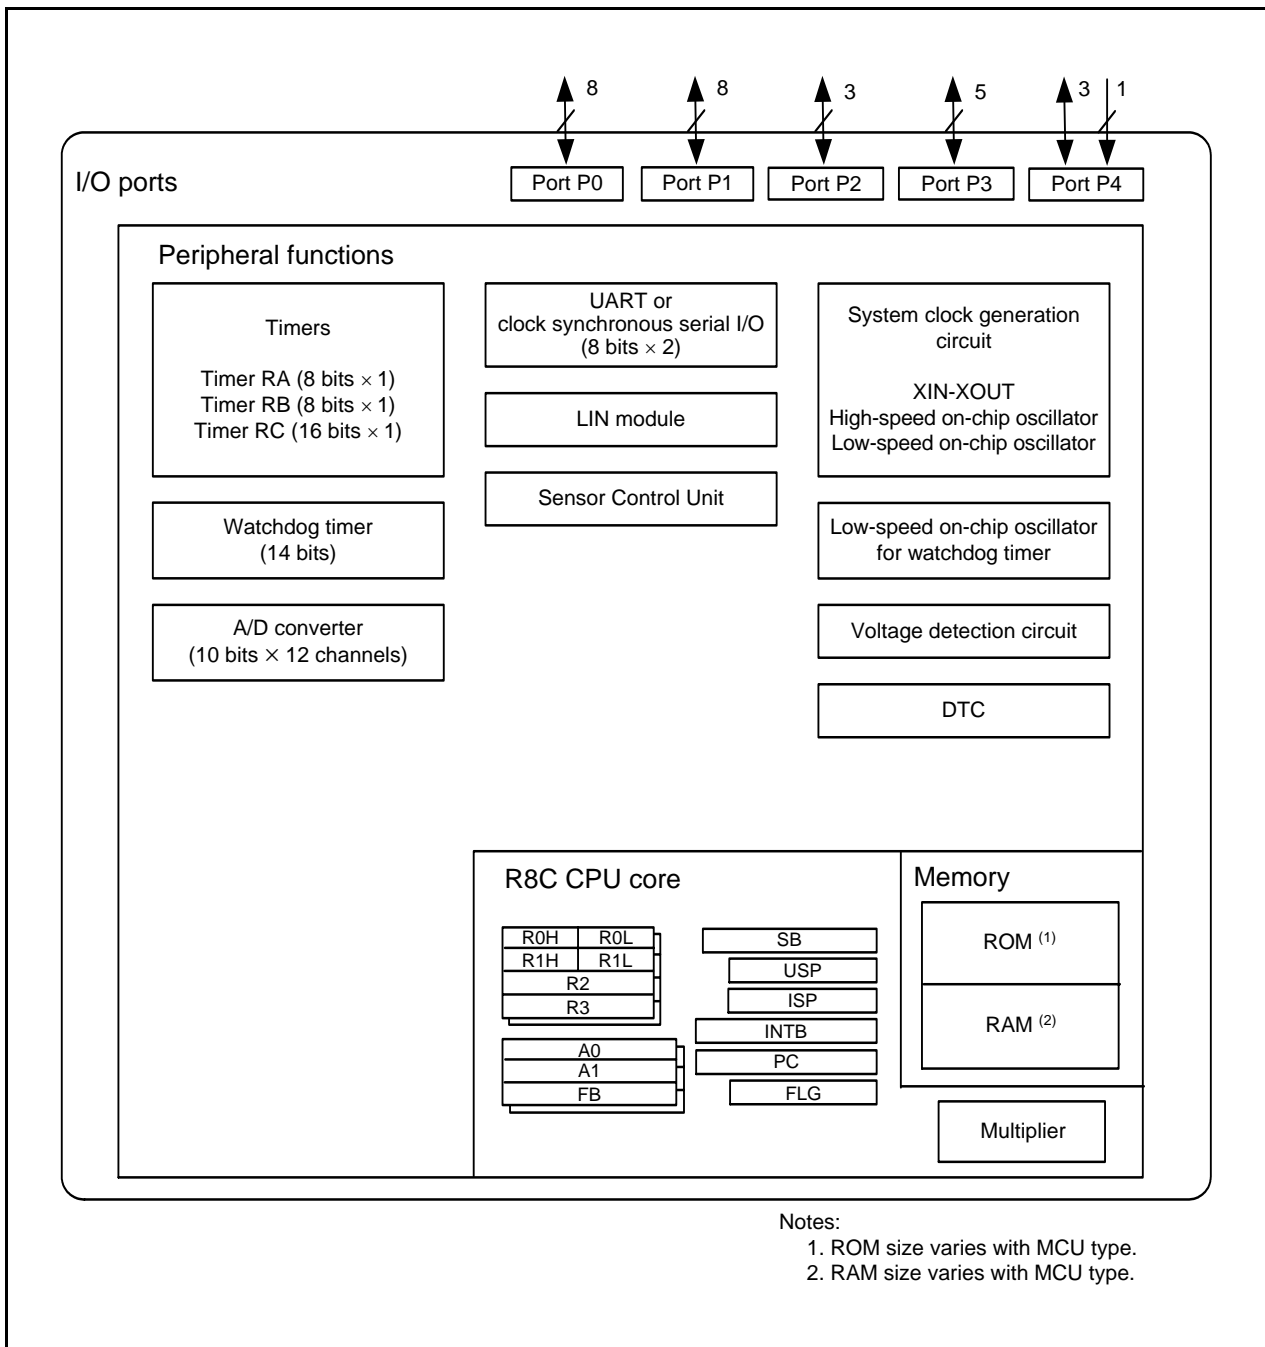 8
8
3
5
3
1
I/O ports
Port P0
Port P1
Port P2
Port P3
Port P4
Peripheral functions
Timers
Timer RA (8 bits × 1)
Timer RB (8 bits × 1)
Timer RC (16 bits × 1)
Watchdog timer
(14 bits)
A/D converter
(10 bits × 12 channels)
UART or
clock synchronous serial I/O
(8 bits × 2)
LIN module
Sensor Control Unit
System clock generation
circuit
XIN-XOUT
High-speed on-chip oscillator
Low-speed on-chip oscillator
Low-speed on-chip oscillator
for watchdog timer
Voltage detection circuit
DTC
R8C CPU core
R0H
R0L
R1H
R1L
R2
R3
A0
A1
FB
SB
USP
ISP
INTB
PC
FLG
Memory
ROM (1)
RAM (2)
Multiplier
Notes:
1. ROM size varies with MCU type.
2. RAM size varies with MCU type.